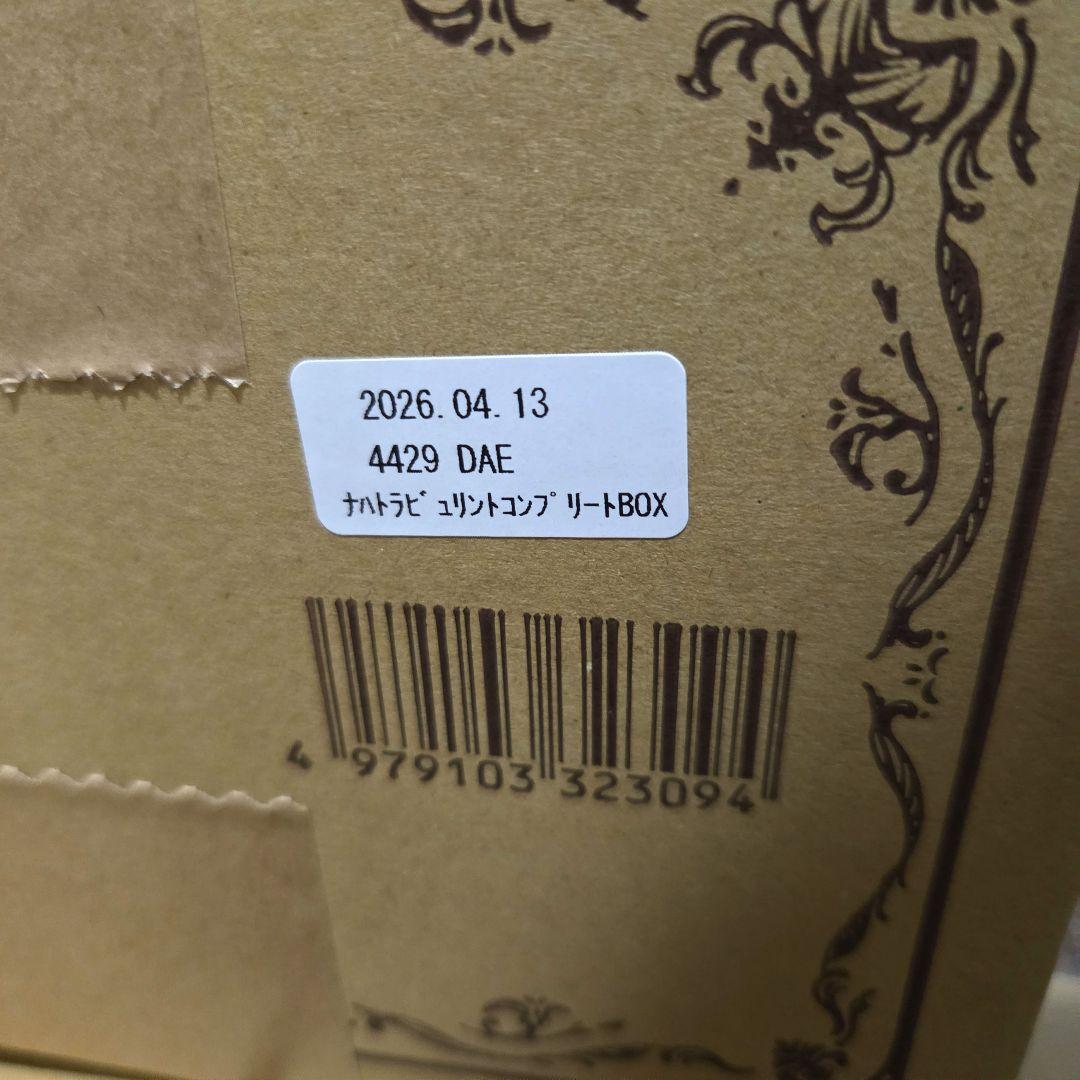 2026.04.13
4429 DAE
ﾅﾊﾄﾗﾋﾞｭﾘﾝﾄｺﾝﾌﾟﾘｰﾄBOX
4 979103 323094